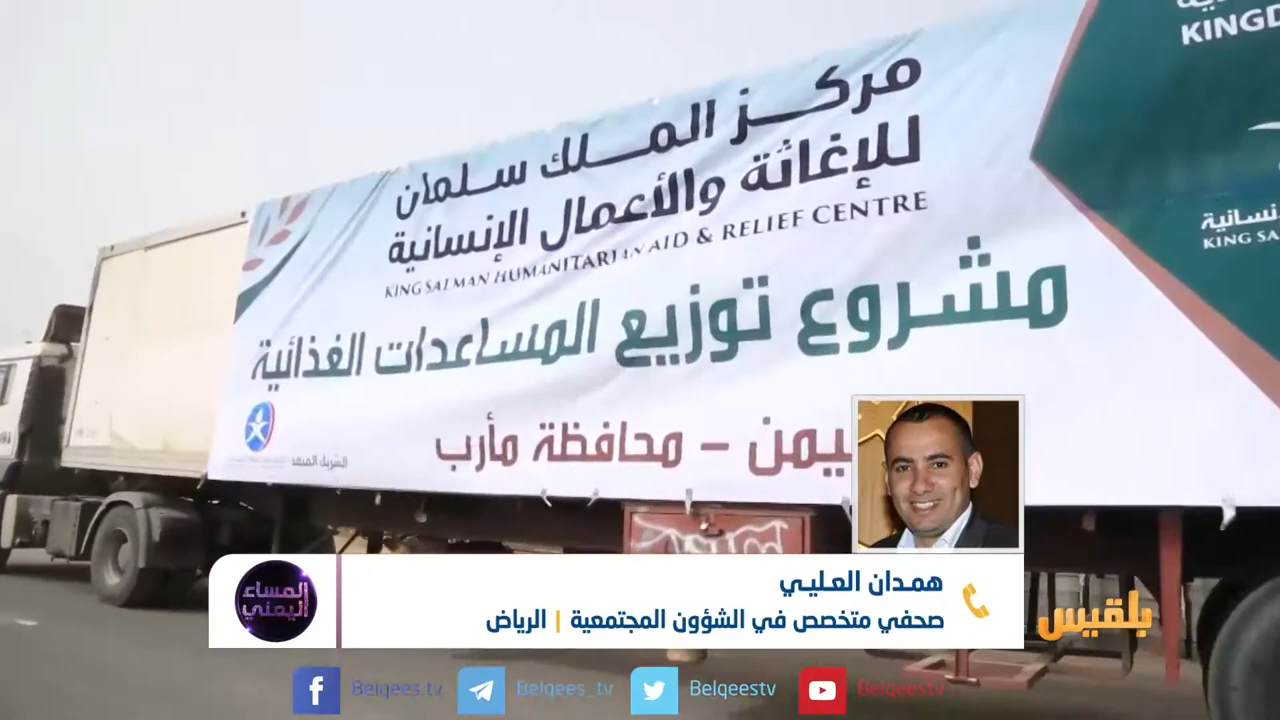 مركز الملك سلمان
للإغاثة والأعمال الإنسانية
KING SALMAN HUMANITARIAN AID & RELIEF CENTRE
مشروع توزيع المساعدات الغذائية
يمن – محافظة مأرب
الشريك المنفذ
KINGD
نسانية
KING SA
همدان العليي
صحفي متخصص في الشؤون المجتمعية | الرياض
المساء
اليمني
بلقيس
Belqees.tv
Belqees_tv
Belqeestv
Belqeestv